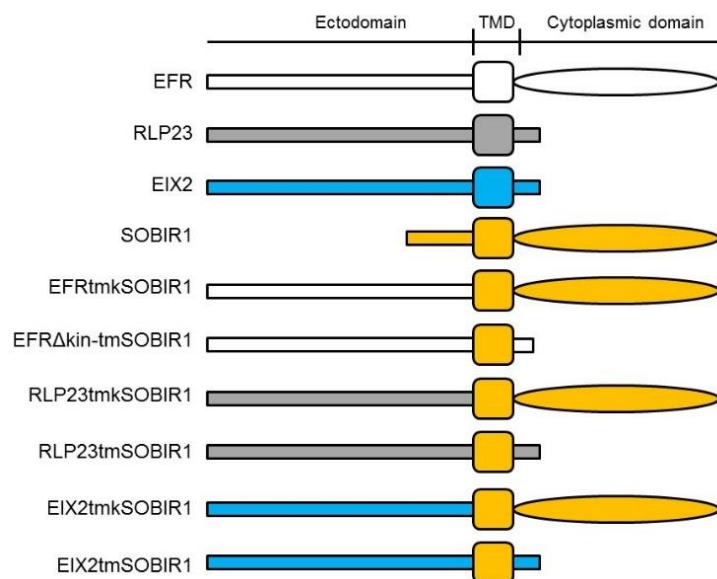 Ectodomain TMD Cytoplasmic domain
EFR
RLP23
EIX2
SOBIR1
EFRtmkSOBIR1
EFRΔkin-tmSOBIR1
RLP23tmkSOBIR1
RLP23tmSOBIR1
EIX2tmkSOBIR1
EIX2tmSOBIR1